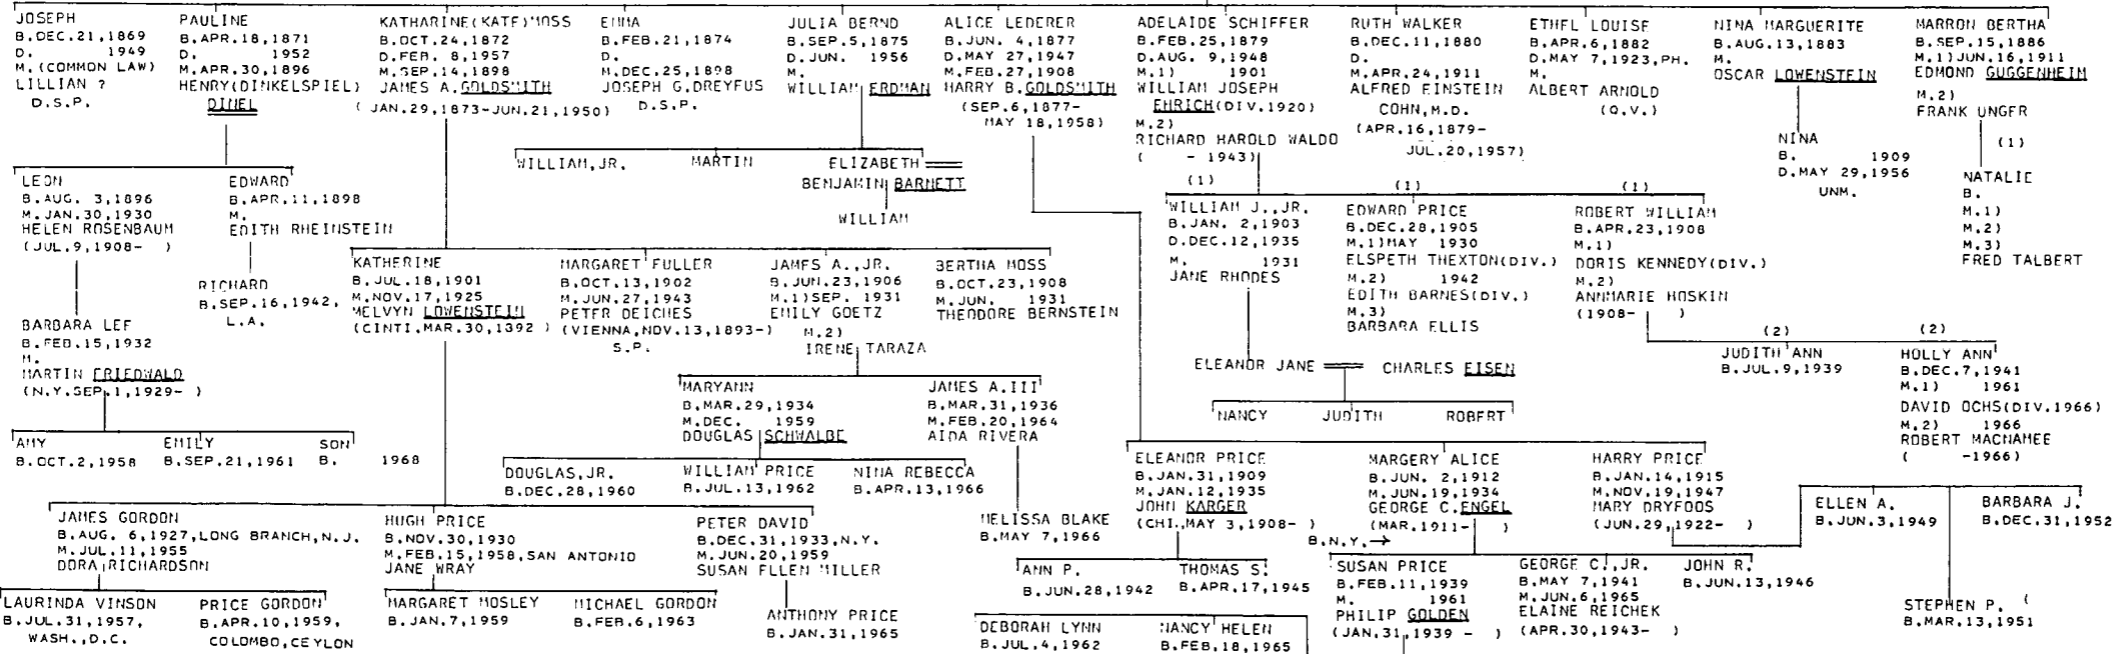 JOSEPH
B.DEC.21,1869
D. 1949
M.(COMMON LAW)
LILLIAN ?
D.S.P.
PAULINE
B.APR.18,1871
D. 1952
M.APR.30,1896
HENRY(DINKELSPIEL)
DINEL
KATHARINE(KATE)MOSS
B.OCT.24,1872
D.FEB. 8,1957
M.SEP.14,1898
JAMES A.GOLDSMITH
(JAN.29,1873-JUN.21,1950)
EMMA
B.FEB.21,1874
D.
M.DEC.25,1898
JOSEPH G.DREYFUS
D.S.P.
JULIA BERND
B.SEP.5,1875
D.JUN. 1956
M.
WILLIAM ERDMAN
ALICE LEDERER
B.JUN. 4,1877
D.MAY 27,1947
M.FEB.27,1908
HARRY B.GOLDSMITH
(SEP.6,1877-
MAY 18,1958)
ADELAIDE SCHIFFER
B.FEB.25,1879
D.AUG. 9,1948
M.1) 1901
WILLIAM JOSEPH
EHRICH(DIV.1920)
M.2)
RICHARD HAROLD WALDO
( - 1943)
RUTH WALKER
B.DEC.11,1880
D.
M.APR.24,1911
ALFRED EINSTEIN
COHN,M.D.
(APR.16,1879-
JUL.20,1957)
ETHEL LOUISE
B.APR.6,1882
D.MAY 7,1923,PH.
M.
ALBERT ARNOLD
(Q.V.)
NINA MARGUERITE
B.AUG.13,1883
M.
OSCAR LOWENSTEIN
MARRON BERTHA
B.SEP.15,1886
M.1)JUN.16,1911
EDMOND GUGGENHEIM
M.2)
FRANK UNGER
WILLIAM,JR.
MARTIN
ELIZABETH
BENJAMIN BARNETT
WILLIAM
NINA
B. 1909
D.MAY 29,1956
UNM.
(1)
NATALIE
B.
M.1)
M.2)
M.3)
FRED TALBERT
LEON
B.AUG. 3,1896
M.JAN.30,1930
HELEN ROSENBAUM
(JUL.9,1908- )
EDWARD
B.APR.11,1898
M.
EDITH RHEINSTEIN
(1)
WILLIAM J.,JR.
B.JAN. 2,1903
D.DEC.12,1935
M. 1931
JANE RHODES
(1)
EDWARD PRICE
B.DEC.28,1905
M.1)MAY 1930
ELSPETH THEXTON(DIV.)
M.2) 1942
EDITH BARNES(DIV.)
M.3)
BARBARA ELLIS
(1)
ROBERT WILLIAM
B.APR.23,1908
M.1)
DORIS KENNEDY(DIV.)
M.2)
ANNMARIE HOSKIN
(1908- )
RICHARD
B.SEP.16,1942,
L.A.
KATHERINE
B.JUL.18,1901
M.NOV.17,1925
MELVYN LOWENSTEIN
(CINTI.MAR.30,1392 )
MARGARET FULLER
B.OCT.13,1902
M.JUN.27,1943
PETER DEICHES
(VIENNA,NOV.13,1893-)
S.P.
JAMES A.,JR.
B.JUN.23,1906
M.1)SEP. 1931
EMILY GOETZ
M.2)
IRENE TARAZA
BERTHA MOSS
B.OCT.23,1908
M.JUN. 1931
THEODORE BERNSTEIN
BARBARA LEE
B.FEB.15,1932
M.
MARTIN FRIEDWALD
(N.Y.SEP.1,1929- )
ELEANOR JANE
CHARLES EISEN
(2)
JUDITH ANN
B.JUL.9,1939
(2)
HOLLY ANN
B.DEC.7,1941
M.1) 1961
DAVID OCHS(DIV.1966)
M.2) 1966
ROBERT MACNAMEE
( -1966)
MARYANN
B.MAR.29,1934
M.DEC. 1959
DOUGLAS SCHWALBE
JAMES A.III
B.MAR.31,1936
M.FEB.20,1964
AIDA RIVERA
NANCY
JUDITH
ROBERT
AMY
B.OCT.2,1958
EMILY
B.SEP.21,1961
SON
B. 1968
DOUGLAS,JR.
B.DEC.28,1960
WILLIAM PRICE
B.JUL.13,1962
NINA REBECCA
B.APR.13,1966
ELEANOR PRICE
B.JAN.31,1909
M.JAN.12,1935
JOHN KARGER
(CHI.,MAY 3,1908- )
MARGERY ALICE
B.JUN. 2,1912
M.JUN.19,1934
GEORGE C.ENGEL
(MAR.1911- )
B.N.Y.→
HARRY PRICE
B.JAN.14,1915
M.NOV.19,1947
MARY DRYFOOS
(JUN.29,1922- )
ELLEN A.
B.JUN.3,1949
BARBARA J.
B.DEC.31,1952
JAMES GORDON
B.AUG. 6,1927,LONG BRANCH,N.J.
M.JUL.11,1955
DORA RICHARDSON
HUGH PRICE
B.NOV.30,1930
M.FEB.15,1958,SAN ANTONIO
JANE WRAY
PETER DAVID
B.DEC.31,1933,N.Y.
M.JUN.20,1959
SUSAN ELLEN MILLER
MELISSA BLAKE
B.MAY 7,1966
ANN P.
B.JUN.28,1942
THOMAS S.
B.APR.17,1945
SUSAN PRICE
B.FEB.11,1939
M. 1961
PHILIP GOLDEN
(JAN.31,1939 - )
GEORGE C.,JR.
B.MAY 7,1941
M.JUN.6,1965
ELAINE REICHEK
(APR.30,1943- )
JOHN R.
B.JUN.13,1946
STEPHEN P. (
B.MAR.13,1951
LAURINDA VINSON
B.JUL.31,1957,
WASH.,D.C.
PRICE GORDON
B.APR.10,1959,
COLOMBO,CEYLON
MARGARET MOSLEY
B.JAN.7,1959
MICHAEL GORDON
B.FEB.6,1963
ANTHONY PRICE
B.JAN.31,1965
DEBORAH LYNN
B.JUL.4,1962
NANCY HELEN
B.FEB.18,1965